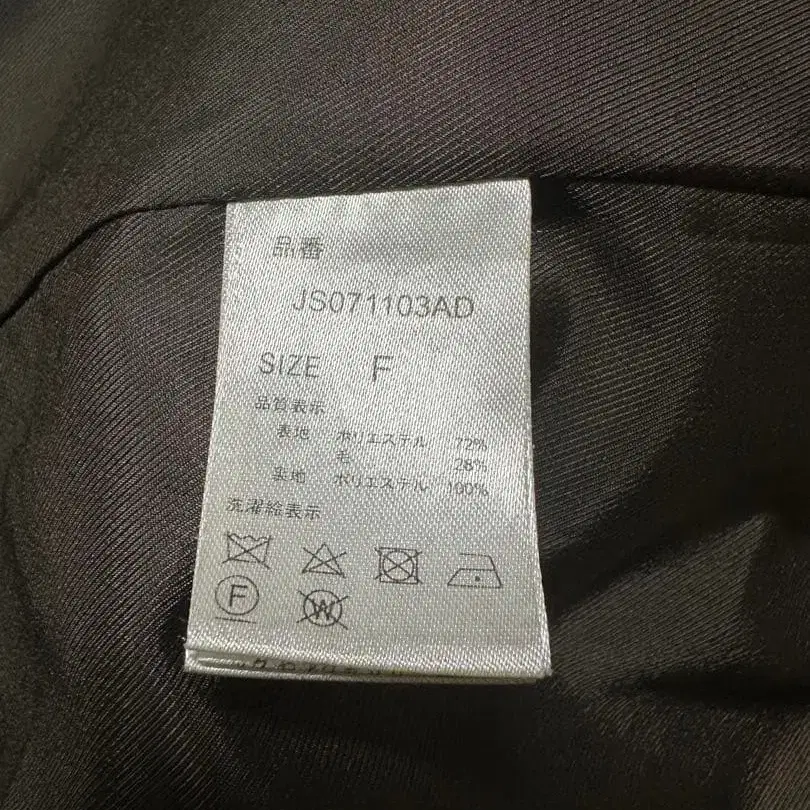 品番
JS071103AD
SIZE F
品質表示
表地 ポリエステル 72%
毛 28%
裏地 ポリエステル 100%
洗濯絵表示
F
W